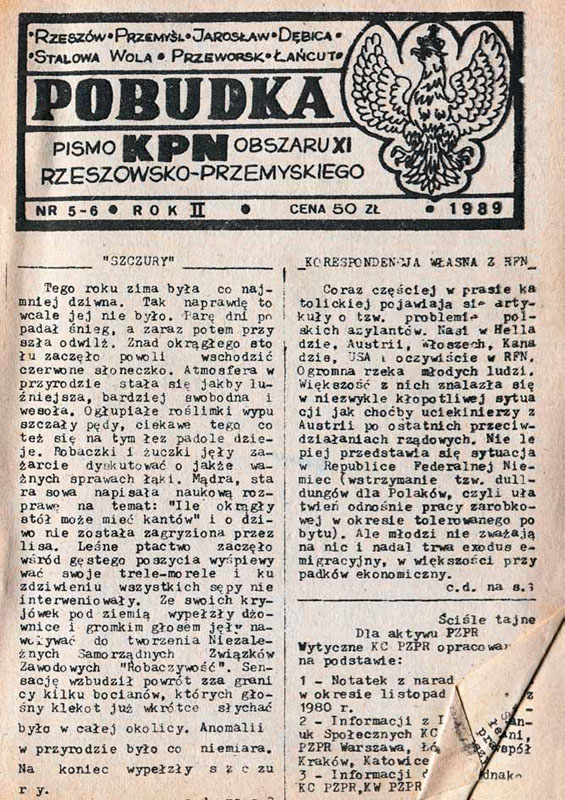 •RZESZÓW•PRZEMYŚL•JAROSŁAW•DĘBICA•
•STALOWA WOLA • PRZEWORSK•ŁAŃCUT•
POBUDKA
PISMO KPN OBSZARU XI
RZESZOWSKO-PRZEMYSKIEGO
NR 5-6 • ROK II • CENA 50 ZŁ • 1989
"SZCZURY"
Tego roku zima była co naj-
mniej dziwna. Tak naprawdę to
wcale jej nie było. Parę dni po
padał śnieg, a zaraz potem przy
szła odwilż. Znad okrągłego sto
łu zaczęło powoli wschodzić
czerwone słoneczko. Atmosfera w
przyrodzie stała się jakby lu-
źniejsza, bardziej swobodna i
wesoła. Ogłupiałe roślimki wypu
szczały pędy, ciekawe tego co
też się na tym łez padole dzie-
je. Robaczki i żuczki jęły za-
żarcie dyskutować o jakże wa-
żnych sprawach łąki. Mądra, sta
ra sowa napisała naukową roz-
prawę na temat: "Ile okrągły
stół może mieć kantów" i o dzi-
wo nie została zagryziona przez
lisa. Leśne ptactwo zaczęło
wśród gęstego poszycia wyśpiewy
wać swoje trele-morele i ku
zdziwieniu wszystkich sępy nie
interweniowały. Ze swoich kry-
jówek pod ziemią wypełzły dżo-
wnice i gromkim głosem jęły na-
woływać do tworzenia Niezale-
żnych Samorządnych Związków
Zawodowych "Robaczywość". Sen-
sację wzbudził powrót zza grani
cy kilku bocianów, których gło-
śny klekot już wkrótce słychać
było w całej okolicy. Anomalii
w przyrodzie było co niemiara.
Na koniec wypełzły s z c z u
r y.
KORESPONDENCJA WŁASNA Z RFN
Coraz częściej w prasie ka
tolickiej pojawiają się arty-
kuły o tzw. problemie pol-
skich azylantów. Nasi w Hella
dzie, Austrii, Włoszech, Kana
dzie, USA i oczywiście w RFN.
Ogromna rzeka młodych ludzi.
Większość z nich znalazła się
w niezwykle kłopotliwej sytua
cji jak choćby uciekinierzy z
Austrii po ostatnich przeciw-
działaniach rządowych. Nie le
piej przedstawia się sytuacja
w Republice Federalnej Nie-
miec (wstrzymanie tzw. dull-
dungów dla Polaków, czyli uła
twień odnośnie pracy zarobko-
wej w okresie tolerowanego po
bytu). Ale młodzi nie zważają
na nic i nadal trwa exodus e-
migracyjny, w większości przy
padków ekonomiczny.
c.d. na s.3
Ściśle tajne
Dla aktywu PZPR
Wytyczne KC PZPR opracowan
na podstawie:
1 - Notatek z narad
w okresie listopad z
1980 r.
2 - Informacji z I an-
uk Społecznych KC ni,
PZPR Warszawa, Łó współ
Kraków, Katowice
3 - Informacji d jednak
KC PZPR,KW PZPR